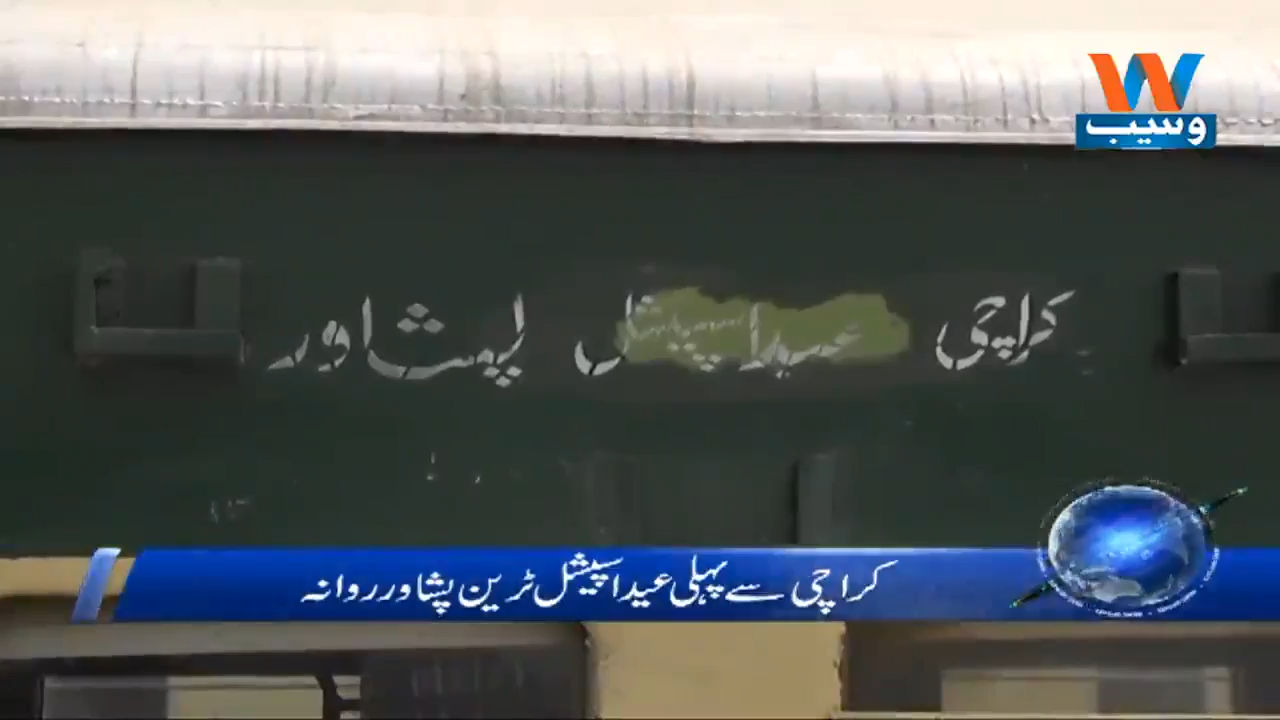 W
وسیب
کراچی عید اسپیشل پشاور
کراچی سے پہلی عید اسپیشل ٹرین پشاور روانہ